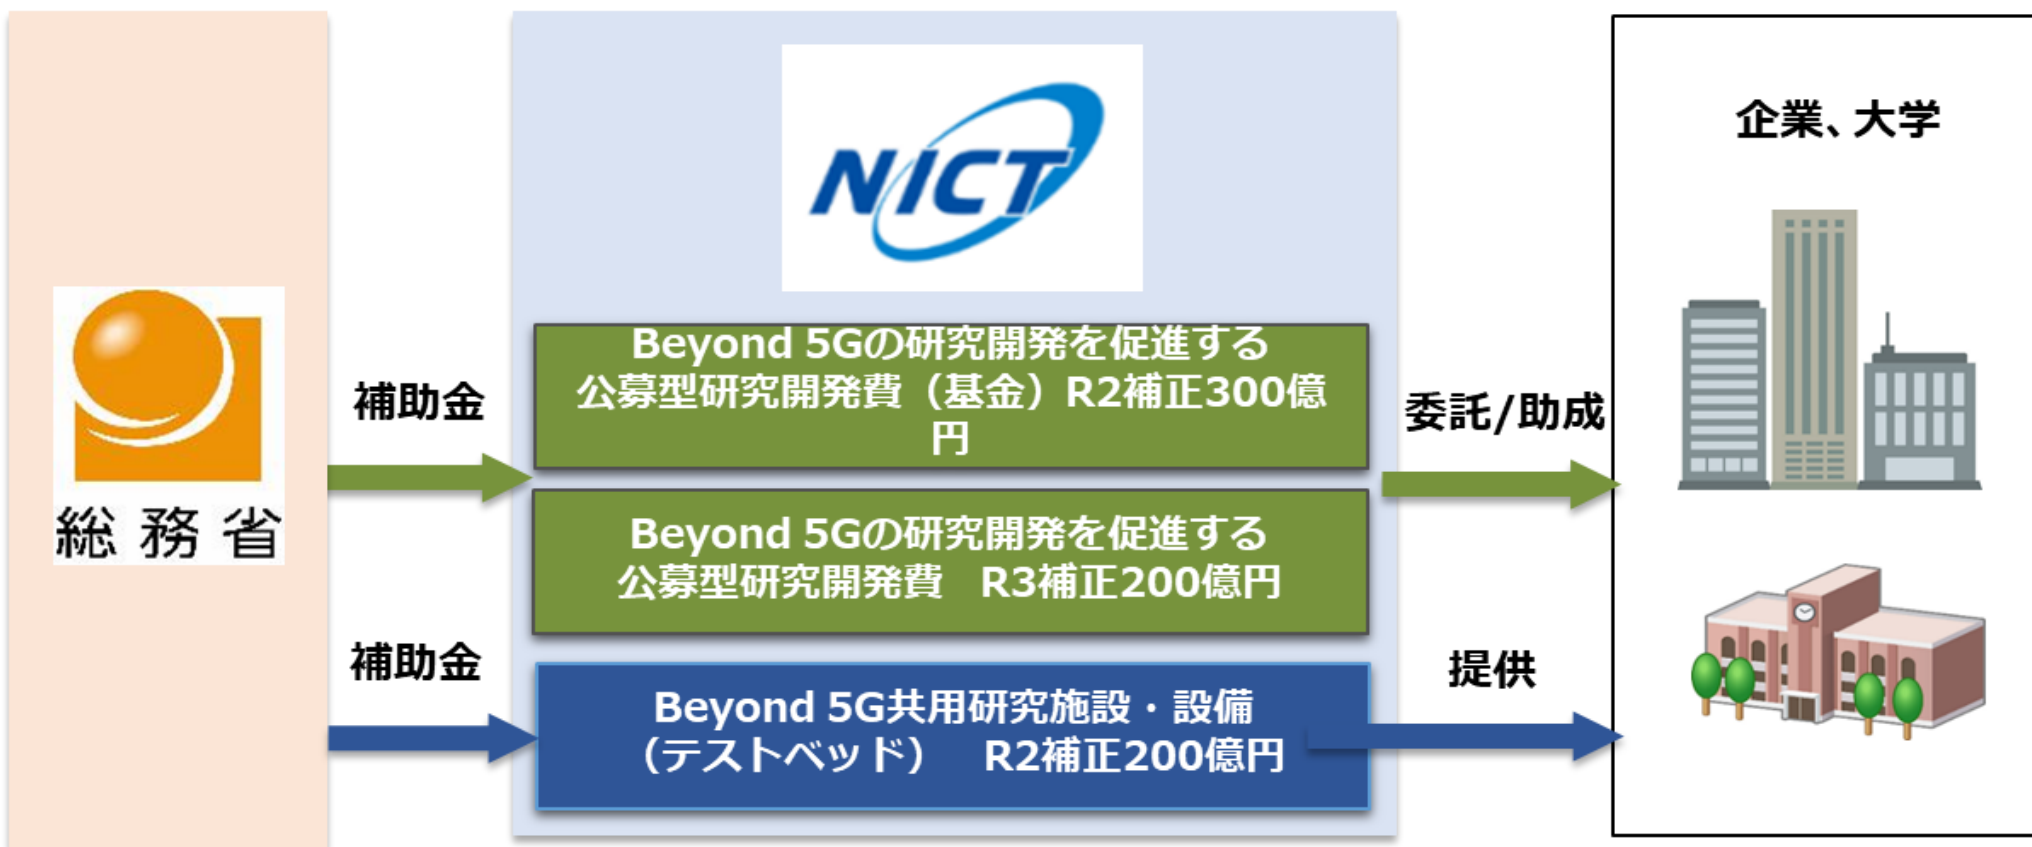 総務省
補助金
補助金
NICT
Beyond 5Gの研究開発を促進する
公募型研究開発費（基金）R2補正300億
円
Beyond 5Gの研究開発を促進する
公募型研究開発費　R3補正200億円
Beyond 5G共用研究施設・設備
（テストベッド）　R2補正200億円
委託/助成
提供
企業、大学